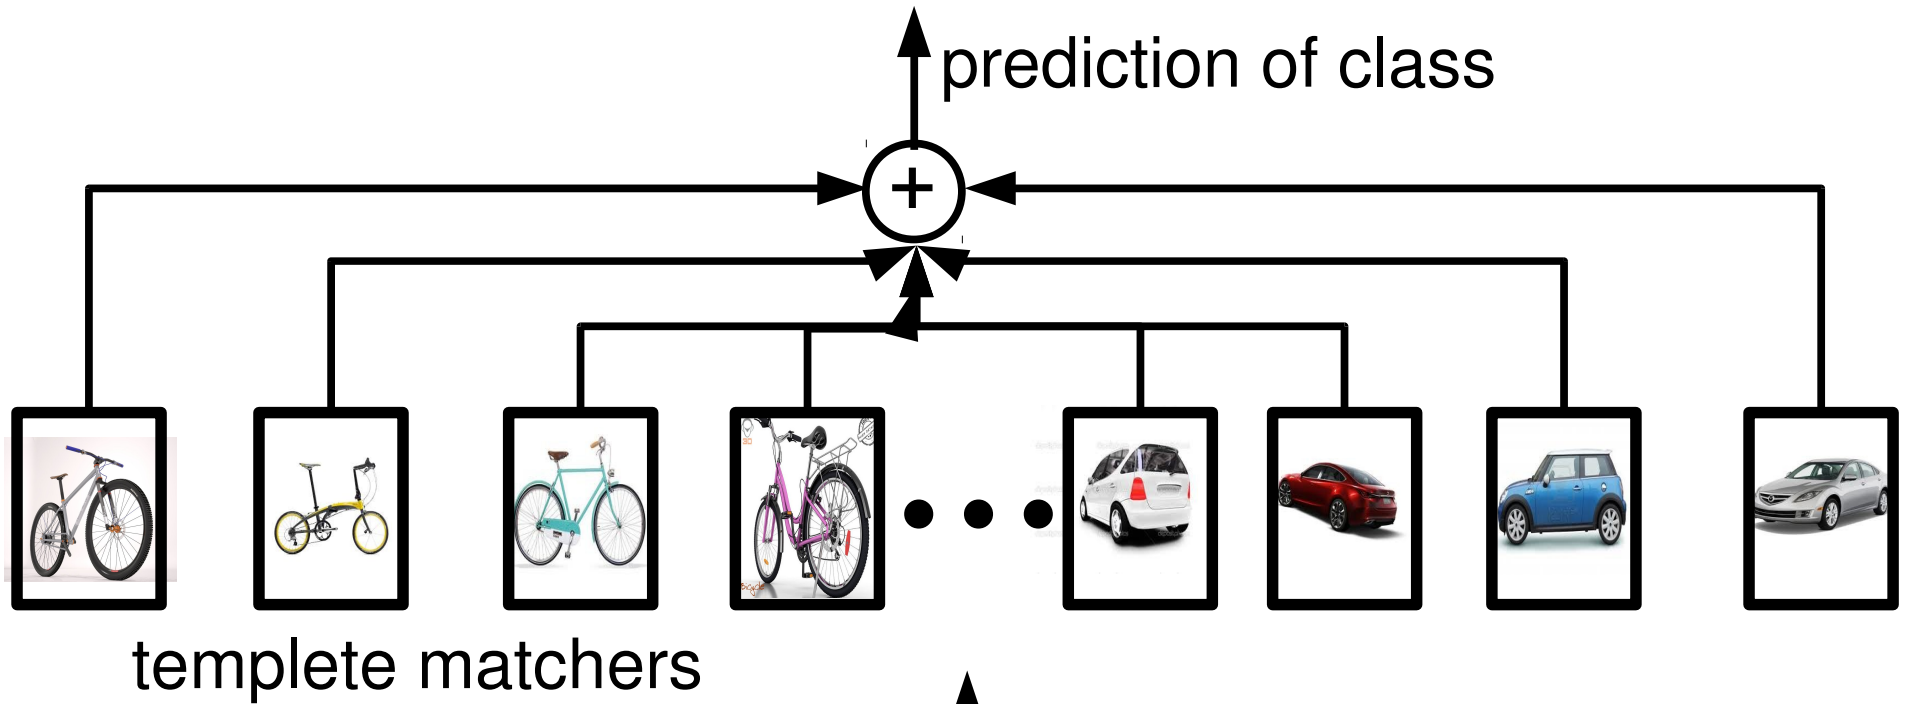 prediction of class
+
templete matchers